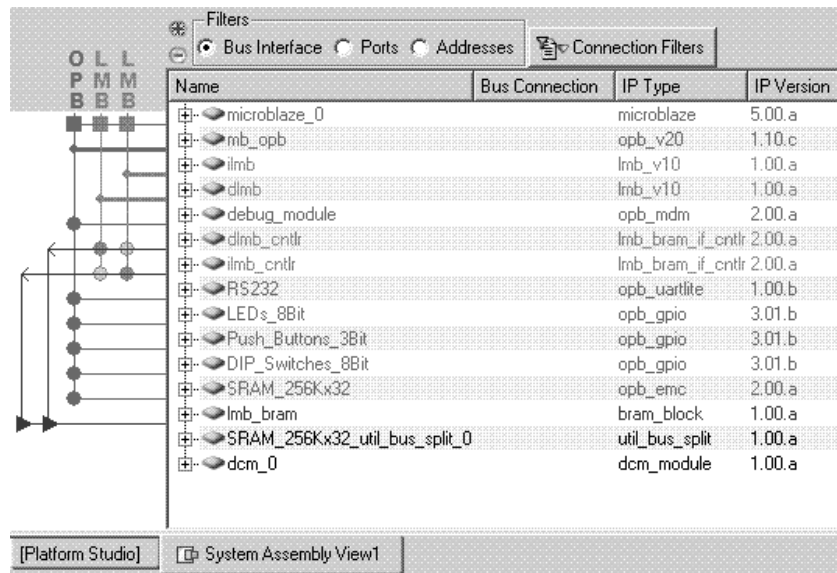 Filters
Bus Interface Ports Addresses Connection Filters
O L L
P M M
B B B
Name Bus Connection IP Type IP Version
microblaze_0 microblaze 5.00.a
mb_opb opb_v20 1.10.c
ilmb lmb_v10 1.00.a
dlmb lmb_v10 1.00.a
debug_module opb_mdm 2.00.a
dlmb_cntlr lmb_bram_if_cntlr 2.00.a
ilmb_cntlr lmb_bram_if_cntlr 2.00.a
RS232 opb_uartlite 1.00.b
LEDs_8Bit opb_gpio 3.01.b
Push_Buttons_3Bit opb_gpio 3.01.b
DIP_Switches_8Bit opb_gpio 3.01.b
SRAM_256Kx32 opb_emc 2.00.a
lmb_bram bram_block 1.00.a
SRAM_256Kx32_util_bus_split_0 util_bus_split 1.00.a
dcm_0 dcm_module 1.00.a
[Platform Studio] System Assembly View1